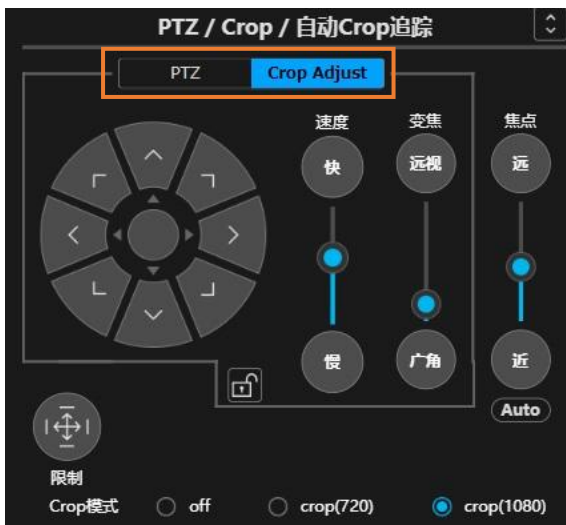 PTZ / Crop / 自动Crop追踪
PTZ Crop Adjust
速度 变焦 焦点
快 远视 远
慢 广角 近
Auto
限制
Crop模式 off crop(720) crop(1080)